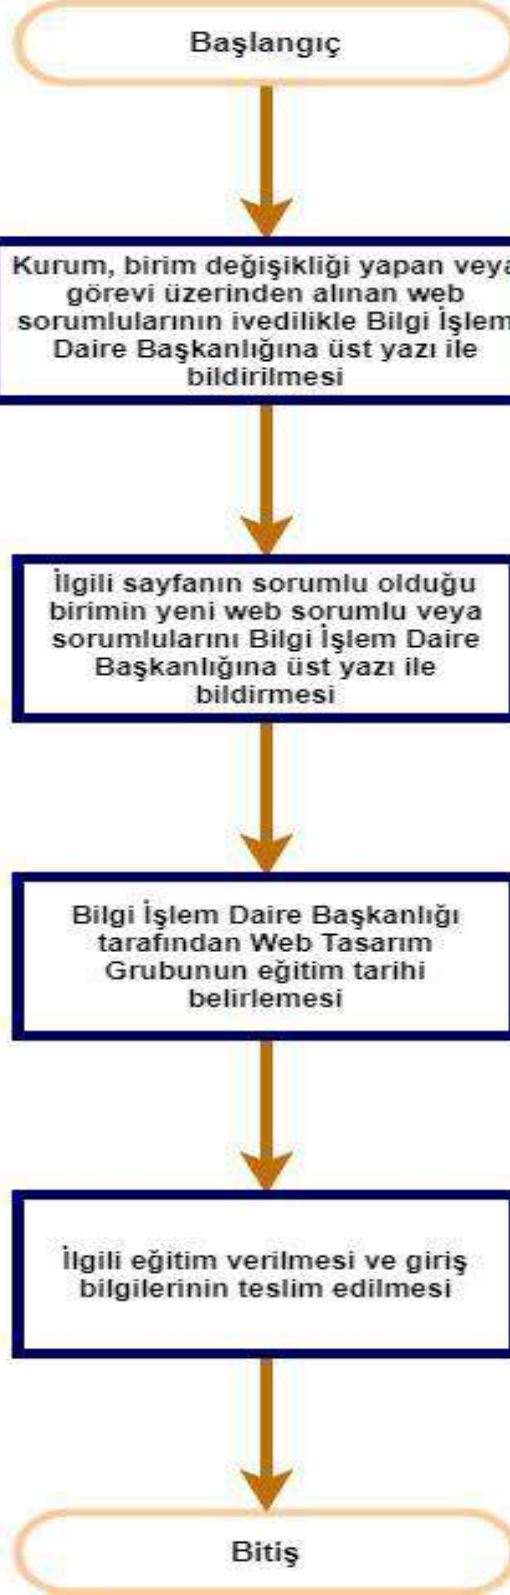 Başlangıç
Kurum, birim değişikliği yapan veya
görevi üzerinden alınan web
sorumlularının ivedilikle Bilgi İşlem
Daire Başkanlığına üst yazı ile
bildirilmesi
İlgili sayfanın sorumlu olduğu
birimin yeni web sorumlu veya
sorumlularını Bilgi İşlem Daire
Başkanlığına üst yazı ile
bildirmesi
Bilgi İşlem Daire Başkanlığı
tarafından Web Tasarım
Grubunun eğitim tarihi
belirlemesi
İlgili eğitim verilmesi ve giriş
bilgilerinin teslim edilmesi
Bitiş